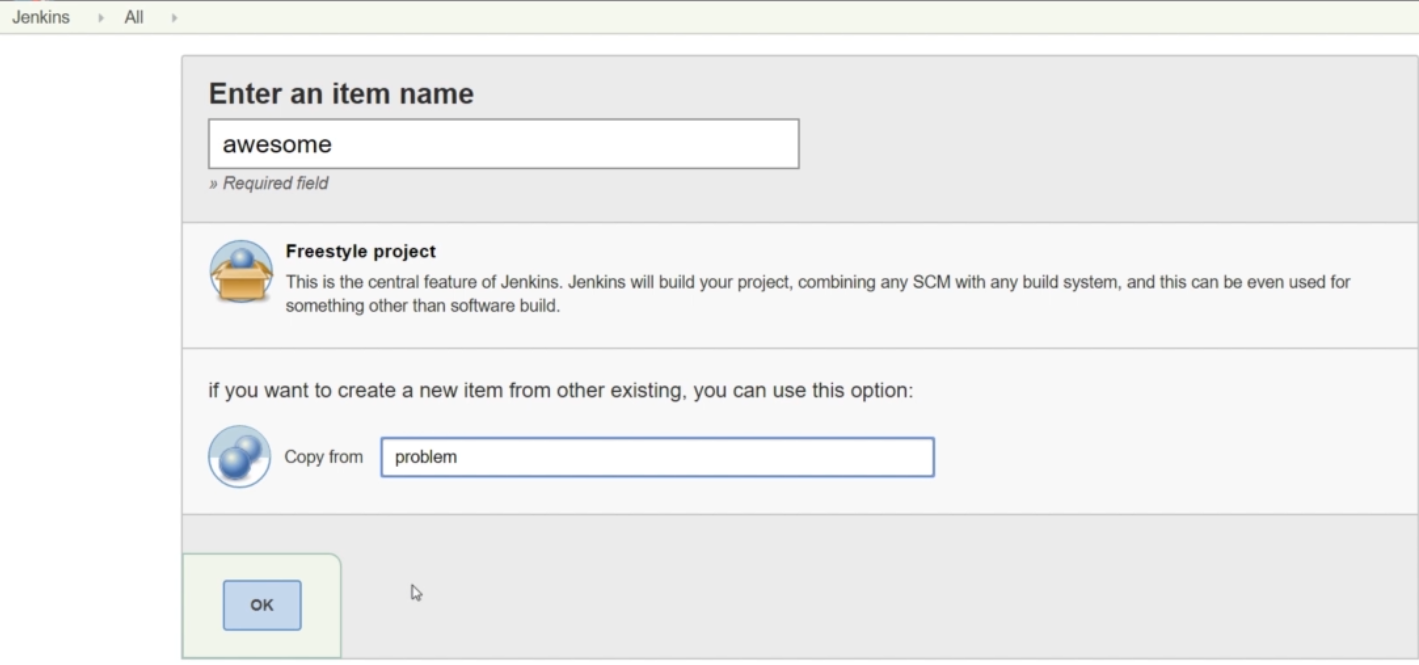 Jenkins All
Enter an item name
awesome
» Required field
Freestyle project
This is the central feature of Jenkins. Jenkins will build your project, combining any SCM with any build system, and this can be even used for
something other than software build.
if you want to create a new item from other existing, you can use this option:
Copy from problem
OK